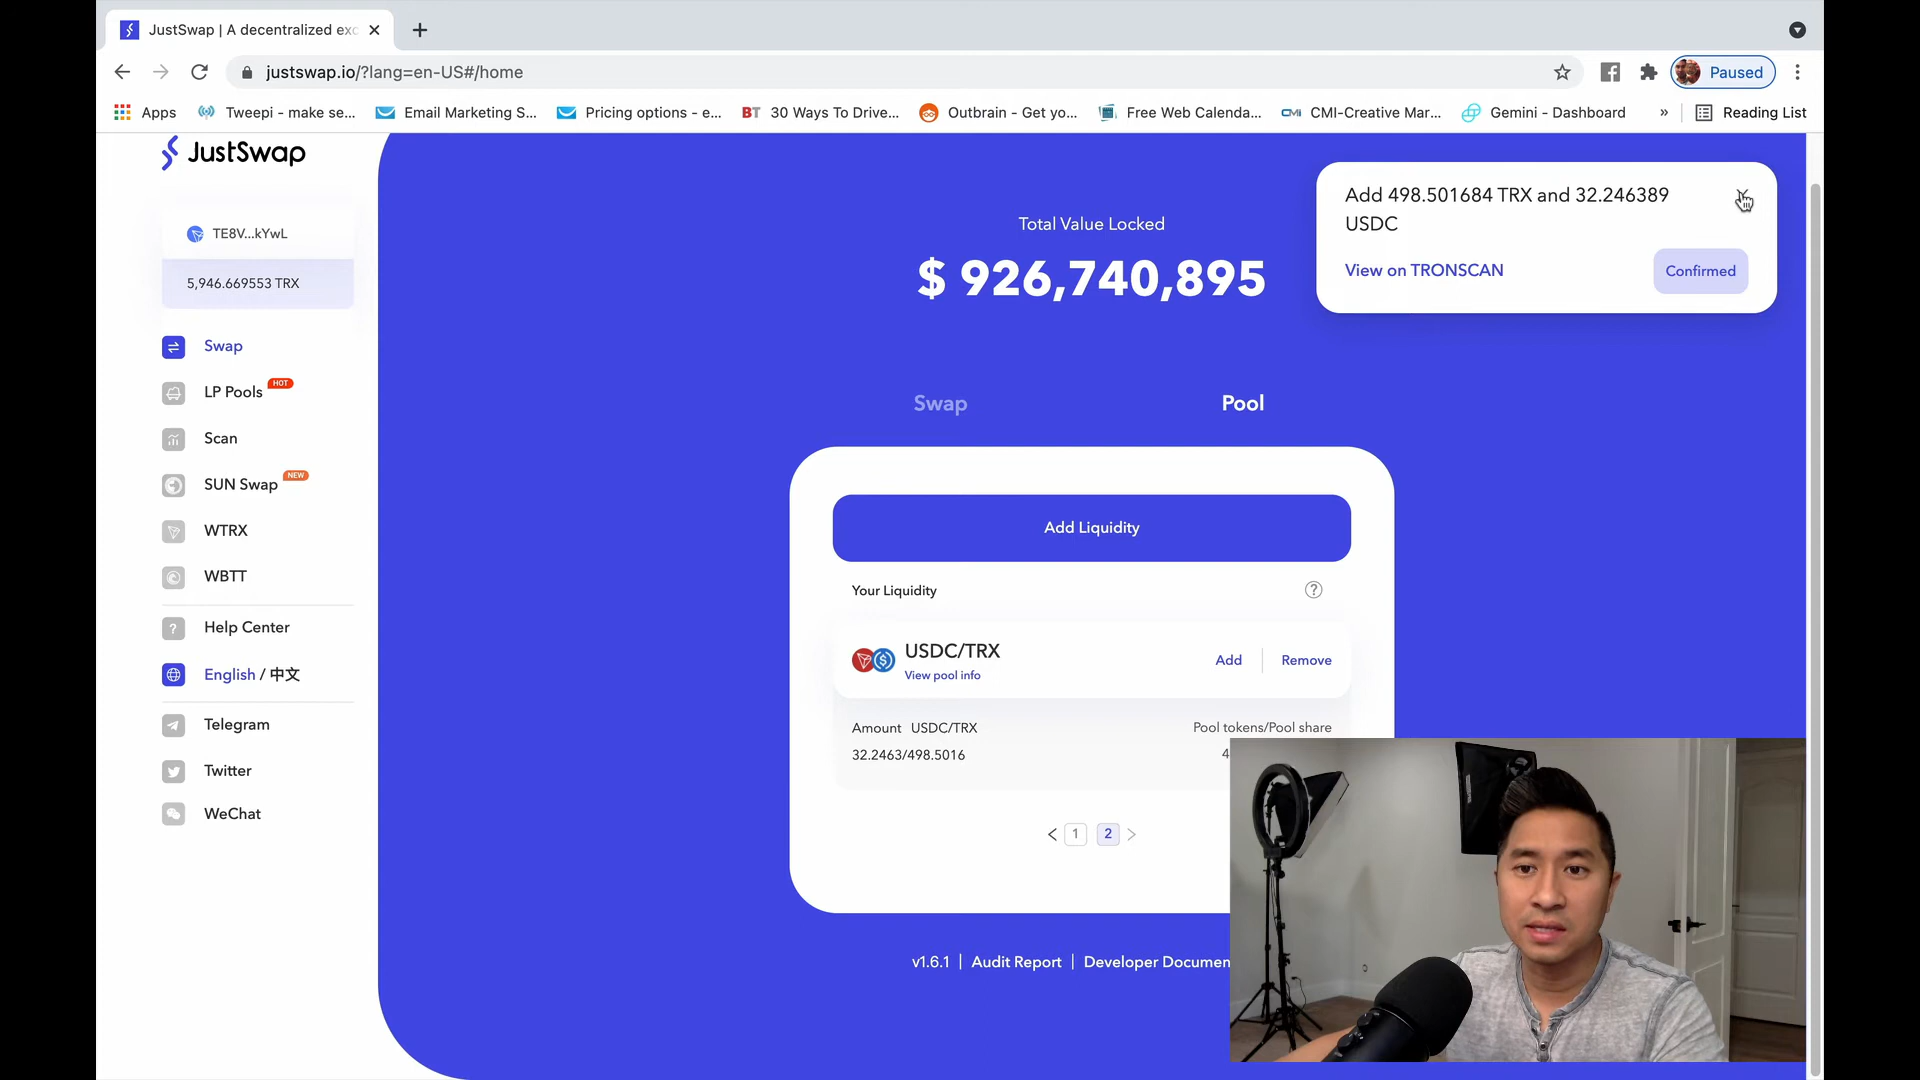 JustSwap | A decentralized exc
justswap.io/?lang=en-US#/home
Paused
Apps
Tweepi - make se...
Email Marketing S...
Pricing options - e...
BT 30 Ways To Drive...
Outbrain - Get yo...
Free Web Calenda...
CMI CMI-Creative Mar...
Gemini - Dashboard
»
Reading List
JustSwap
TE8V...kYwL
5,946.669553 TRX
Swap
LP Pools HOT
Scan
SUN Swap NEW
WTRX
WBTT
Help Center
English / 中文
Telegram
Twitter
WeChat
Total Value Locked
$ 926,740,895
Add 498.501684 TRX and 32.246389
USDC
View on TRONSCAN
Confirmed
Swap
Pool
Add Liquidity
Your Liquidity
?
USDC/TRX
View pool info
Add
Remove
Amount USDC/TRX
Pool tokens/Pool share
32.2463/498.5016
4
< 1 2 >
v1.6.1 | Audit Report | Developer Documen